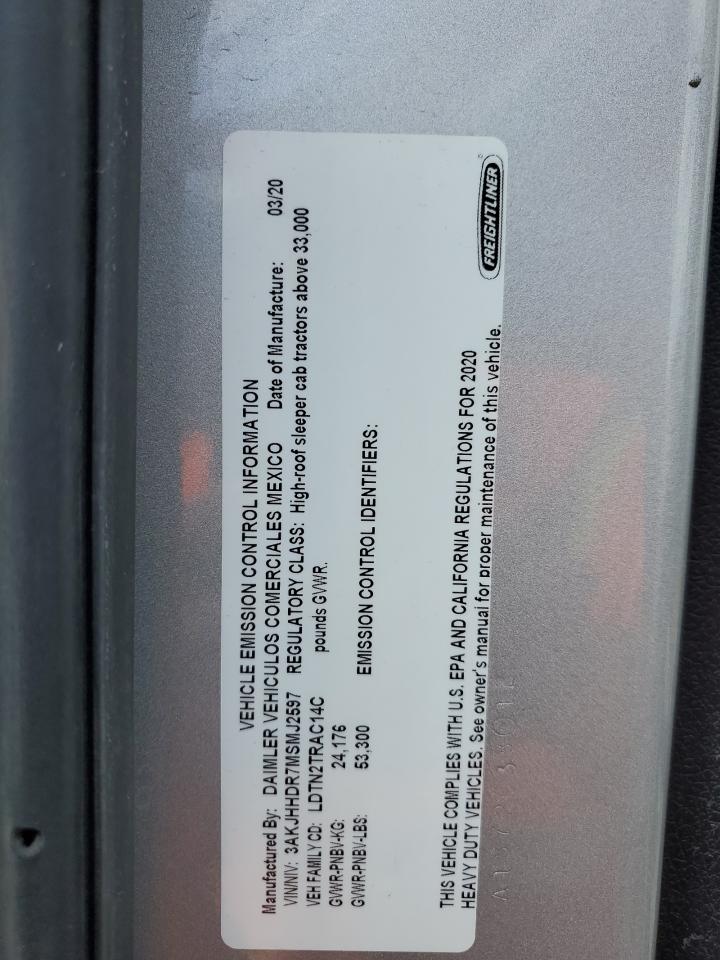 VEHICLE EMISSION CONTROL INFORMATION
Manufactured By: DAIMLER VEHICULOS COMERCIALES MEXICO Date of Manufacture: 03/20
VIN/NIV: 3AKJHHDR7MSMJ2597 REGULATORY CLASS: High-roof sleeper cab tractors above 33,000
VEH FAMILY CD: LDTN2TRAC14C pounds GVWR.
GVWR-PNBV-KG: 24,176
GVWR-PNBV-LBS: 53,300 EMISSION CONTROL IDENTIFIERS:
THIS VEHICLE COMPLIES WITH U.S. EPA AND CALIFORNIA REGULATIONS FOR 2020
HEAVY DUTY VEHICLES. See owner's manual for proper maintenance of this vehicle.
FREIGHTLINER